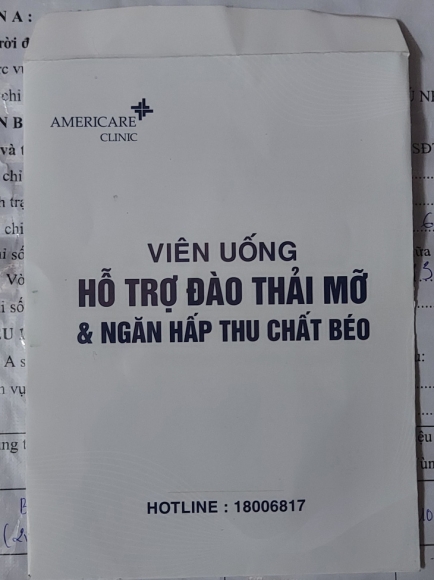 AMERICARE
CLINIC
VIÊN UỐNG
HỖ TRỢ ĐÀO THẢI MỠ
& NGĂN HẤP THU CHẤT BÉO
HOTLINE : 18006817